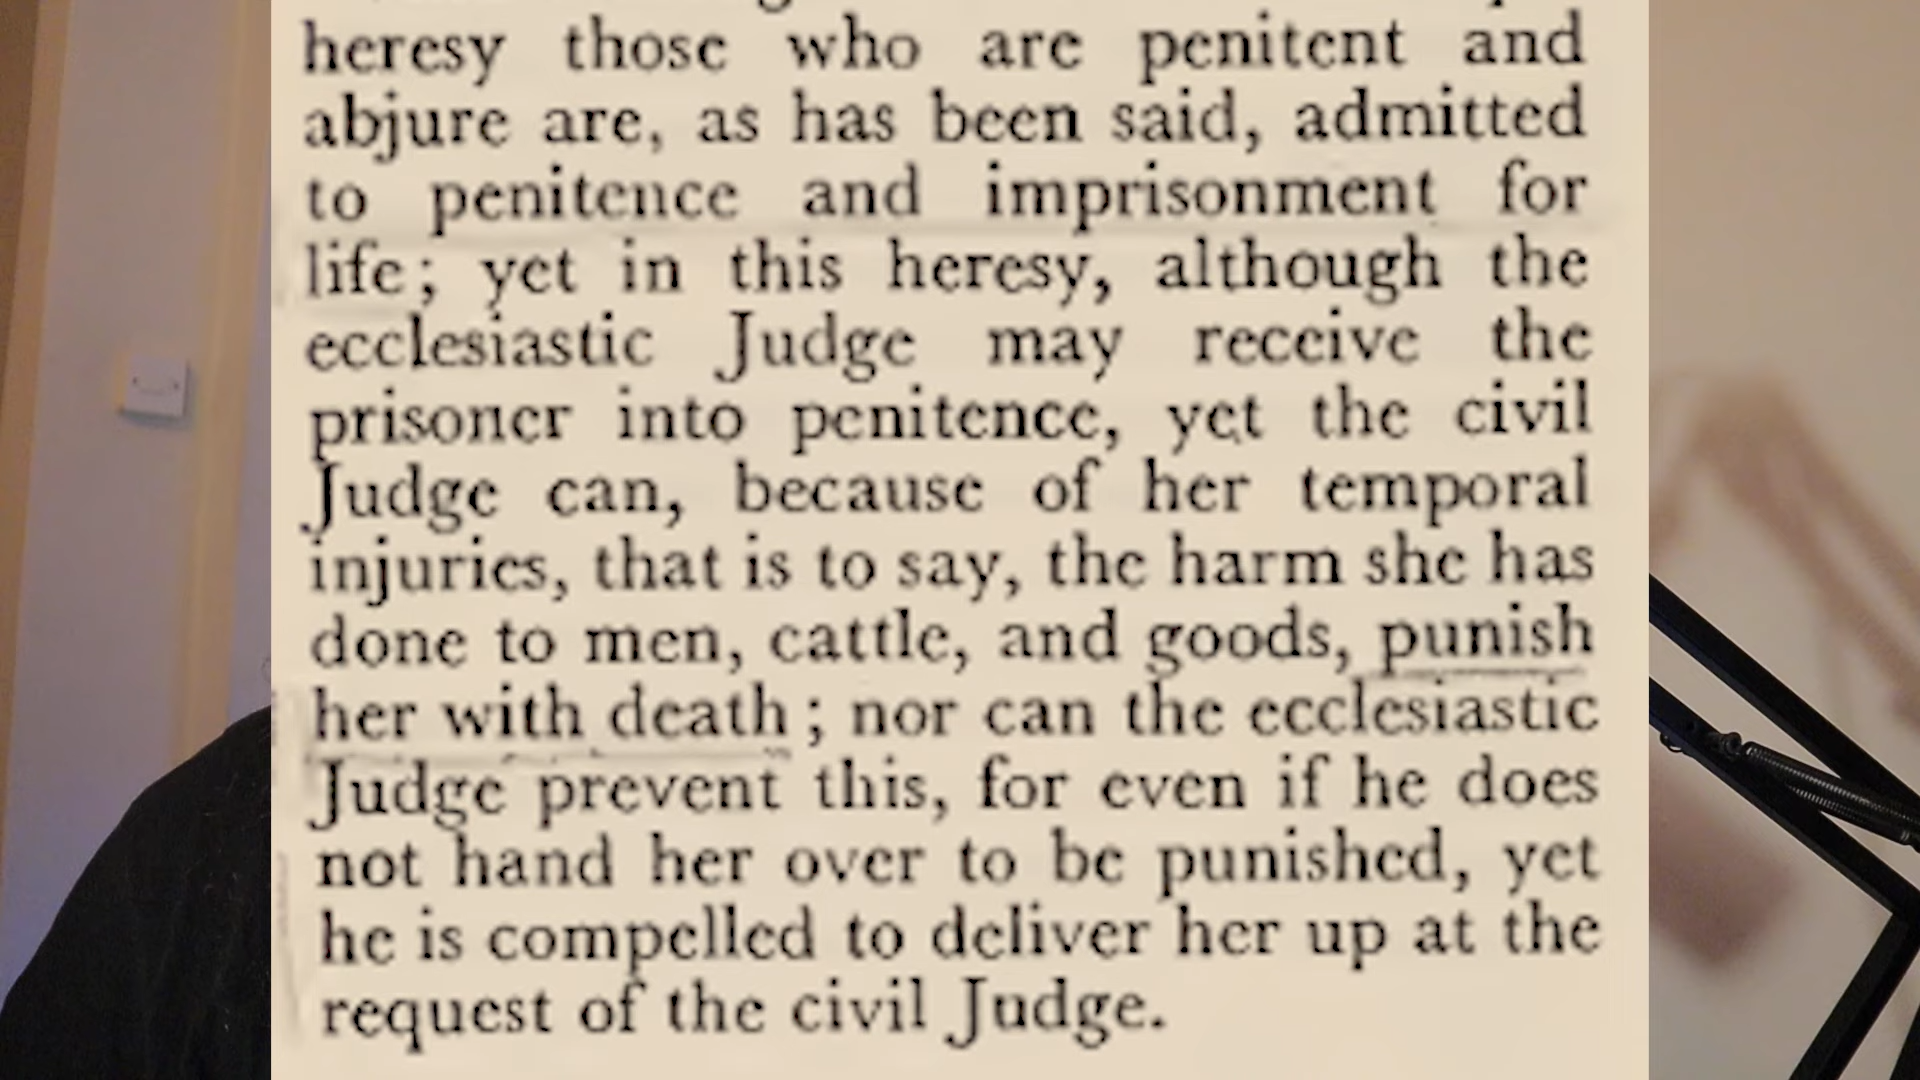 heresy those who are penitent and
abjure are, as has been said, admitted
to penitence and imprisonment for
life; yet in this heresy, although the
ecclesiastic Judge may receive the
prisoner into penitence, yet the civil
Judge can, because of her temporal
injuries, that is to say, the harm she has
done to men, cattle, and goods, punish
her with death; nor can the ecclesiastic
Judge prevent this, for even if he does
not hand her over to be punished, yet
he is compelled to deliver her up at the
request of the civil Judge.